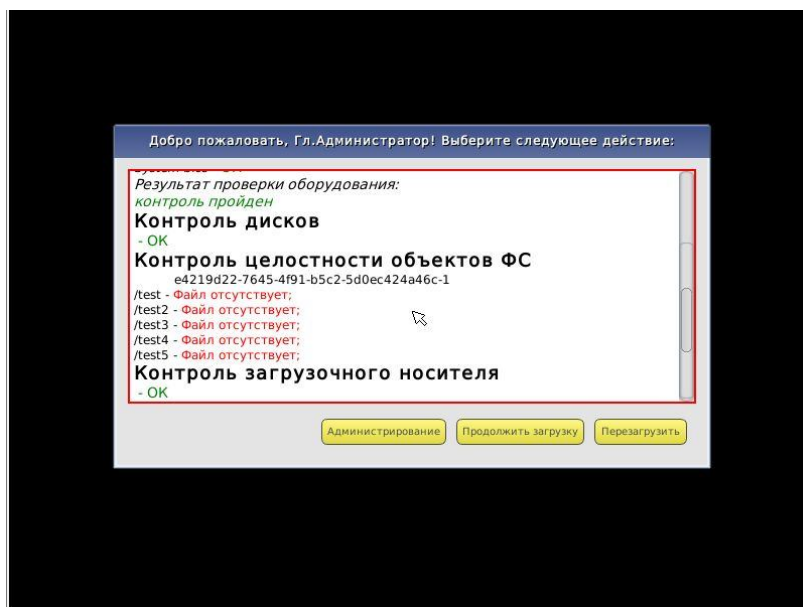 Добро пожаловать, Гл.Администратор! Выберите следующее действие:
Результат проверки оборудования:
контроль пройден
Контроль дисков
- ОК
Контроль целостности объектов ФС
e4219d22-7645-4f91-b5c2-5d0ec424a46c-1
/test - Файл отсутствует;
/test2 - Файл отсутствует;
/test3 - Файл отсутствует;
/test4 - Файл отсутствует;
/test5 - Файл отсутствует;
Контроль загрузочного носителя
- ОК
Администрирование Продолжить загрузку Перезагрузить